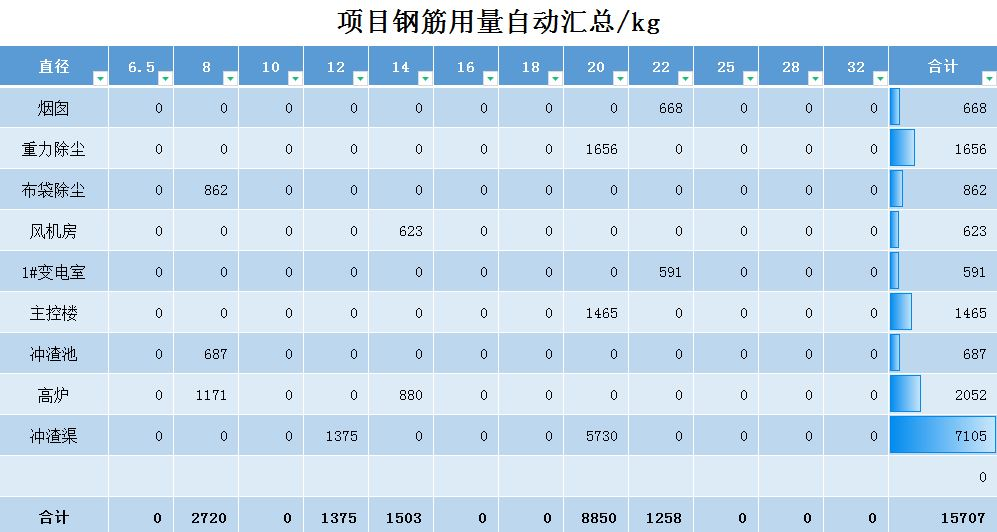 项目钢筋用量自动汇总/kg
直径 6.5 8 10 12 14 16 18 20 22 25 28 32 合计
烟囱 0 0 0 0 0 0 0 0 668 0 0 0 668
重力除尘 0 0 0 0 0 0 0 1656 0 0 0 0 1656
布袋除尘 0 862 0 0 0 0 0 0 0 0 0 0 862
风机房 0 0 0 0 623 0 0 0 0 0 0 0 623
1#变电室 0 0 0 0 0 0 0 0 591 0 0 0 591
主控楼 0 0 0 0 0 0 0 1465 0 0 0 0 1465
冲渣池 0 687 0 0 0 0 0 0 0 0 0 0 687
高炉 0 1171 0 0 880 0 0 0 0 0 0 0 2052
冲渣渠 0 0 0 1375 0 0 0 5730 0 0 0 0 7105
0
合计 0 2720 0 1375 1503 0 0 8850 1258 0 0 0 15707